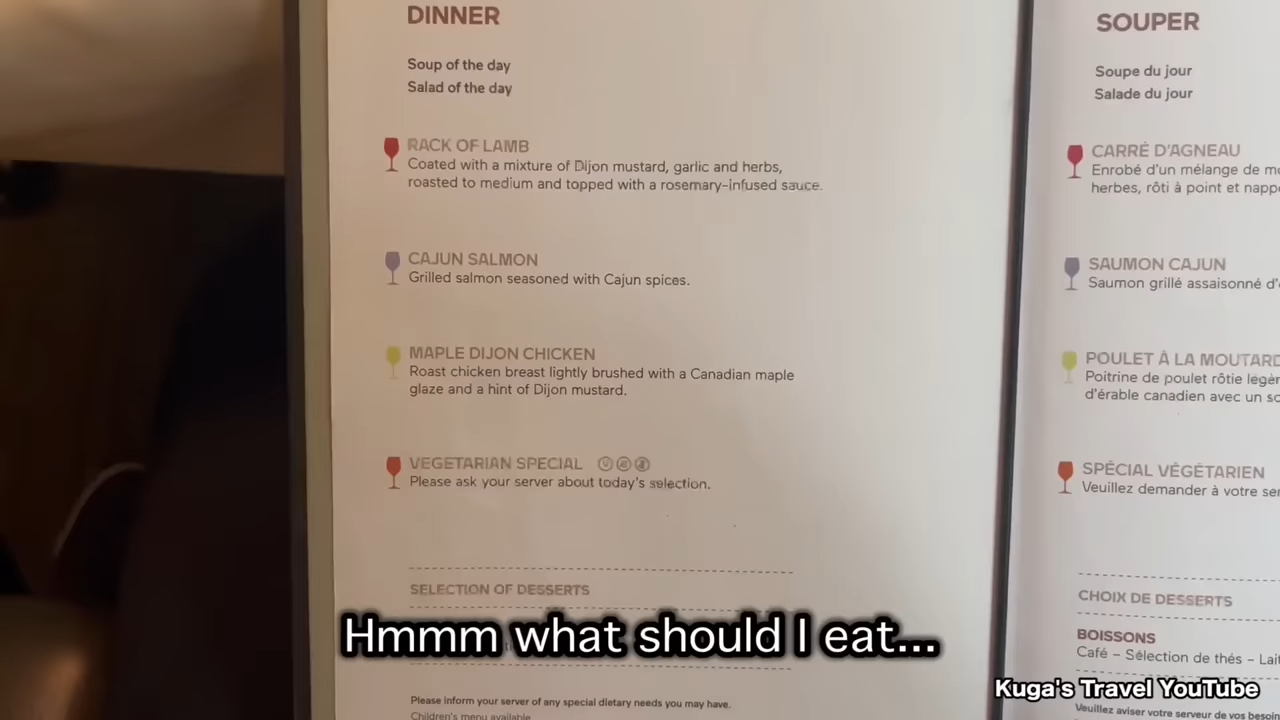 DINNER
Soup of the day
Salad of the day
RACK OF LAMB
Coated with a mixture of Dijon mustard, garlic and herbs,
roasted to medium and topped with a rosemary-infused sauce.
CAJUN SALMON
Grilled salmon seasoned with Cajun spices.
MAPLE DIJON CHICKEN
Roast chicken breast lightly brushed with a Canadian maple
glaze and a hint of Dijon mustard.
VEGETARIAN SPECIAL
Please ask your server about today's selection.
SELECTION OF DESSERTS
Please inform your server of any special dietary needs you may have.
Children's menu available
SOUPER
Soupe du jour
Salade du jour
CARRÉ D'AGNEAU
Enrobé d'un mélange de
herbes, rôti à point et
SAUMON CAJUN
Saumon grillé assaisonné
POULET À LA
Poitrine de poulet rôtie
d'érable canadien avec un
SPÉCIAL VÉGÉTARIEN
Veuillez demander à votre
CHOIX DE DESSERTS
BOISSONS
Café – Sélection de thés –
Veuillez aviser votre serveur de vos
Hmmm what should I eat...
Kuga's Travel YouTube